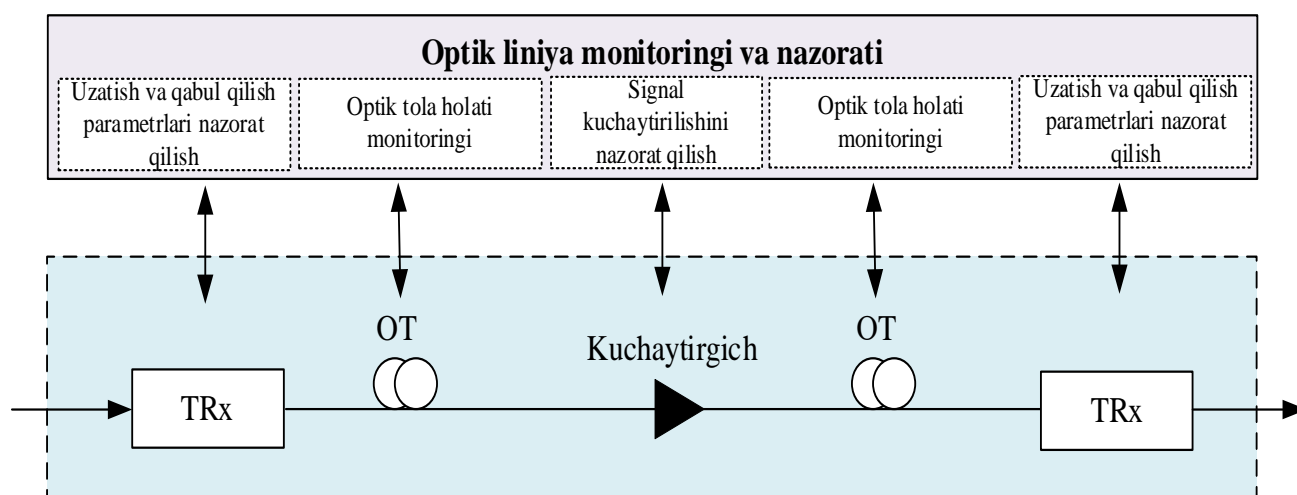 Optik liniya monitoringi va nazorati
Uzatish va qabul qilish
parametrlari nazorat
qilish
Optik tola holati
monitoringi
Signal
kuchaytirilishini
nazorat qilish
Optik tola holati
monitoringi
Uzatish va qabul qilish
parametrlari nazorat
qilish
OT
Kuchaytirgich
OT
TRx
TRx